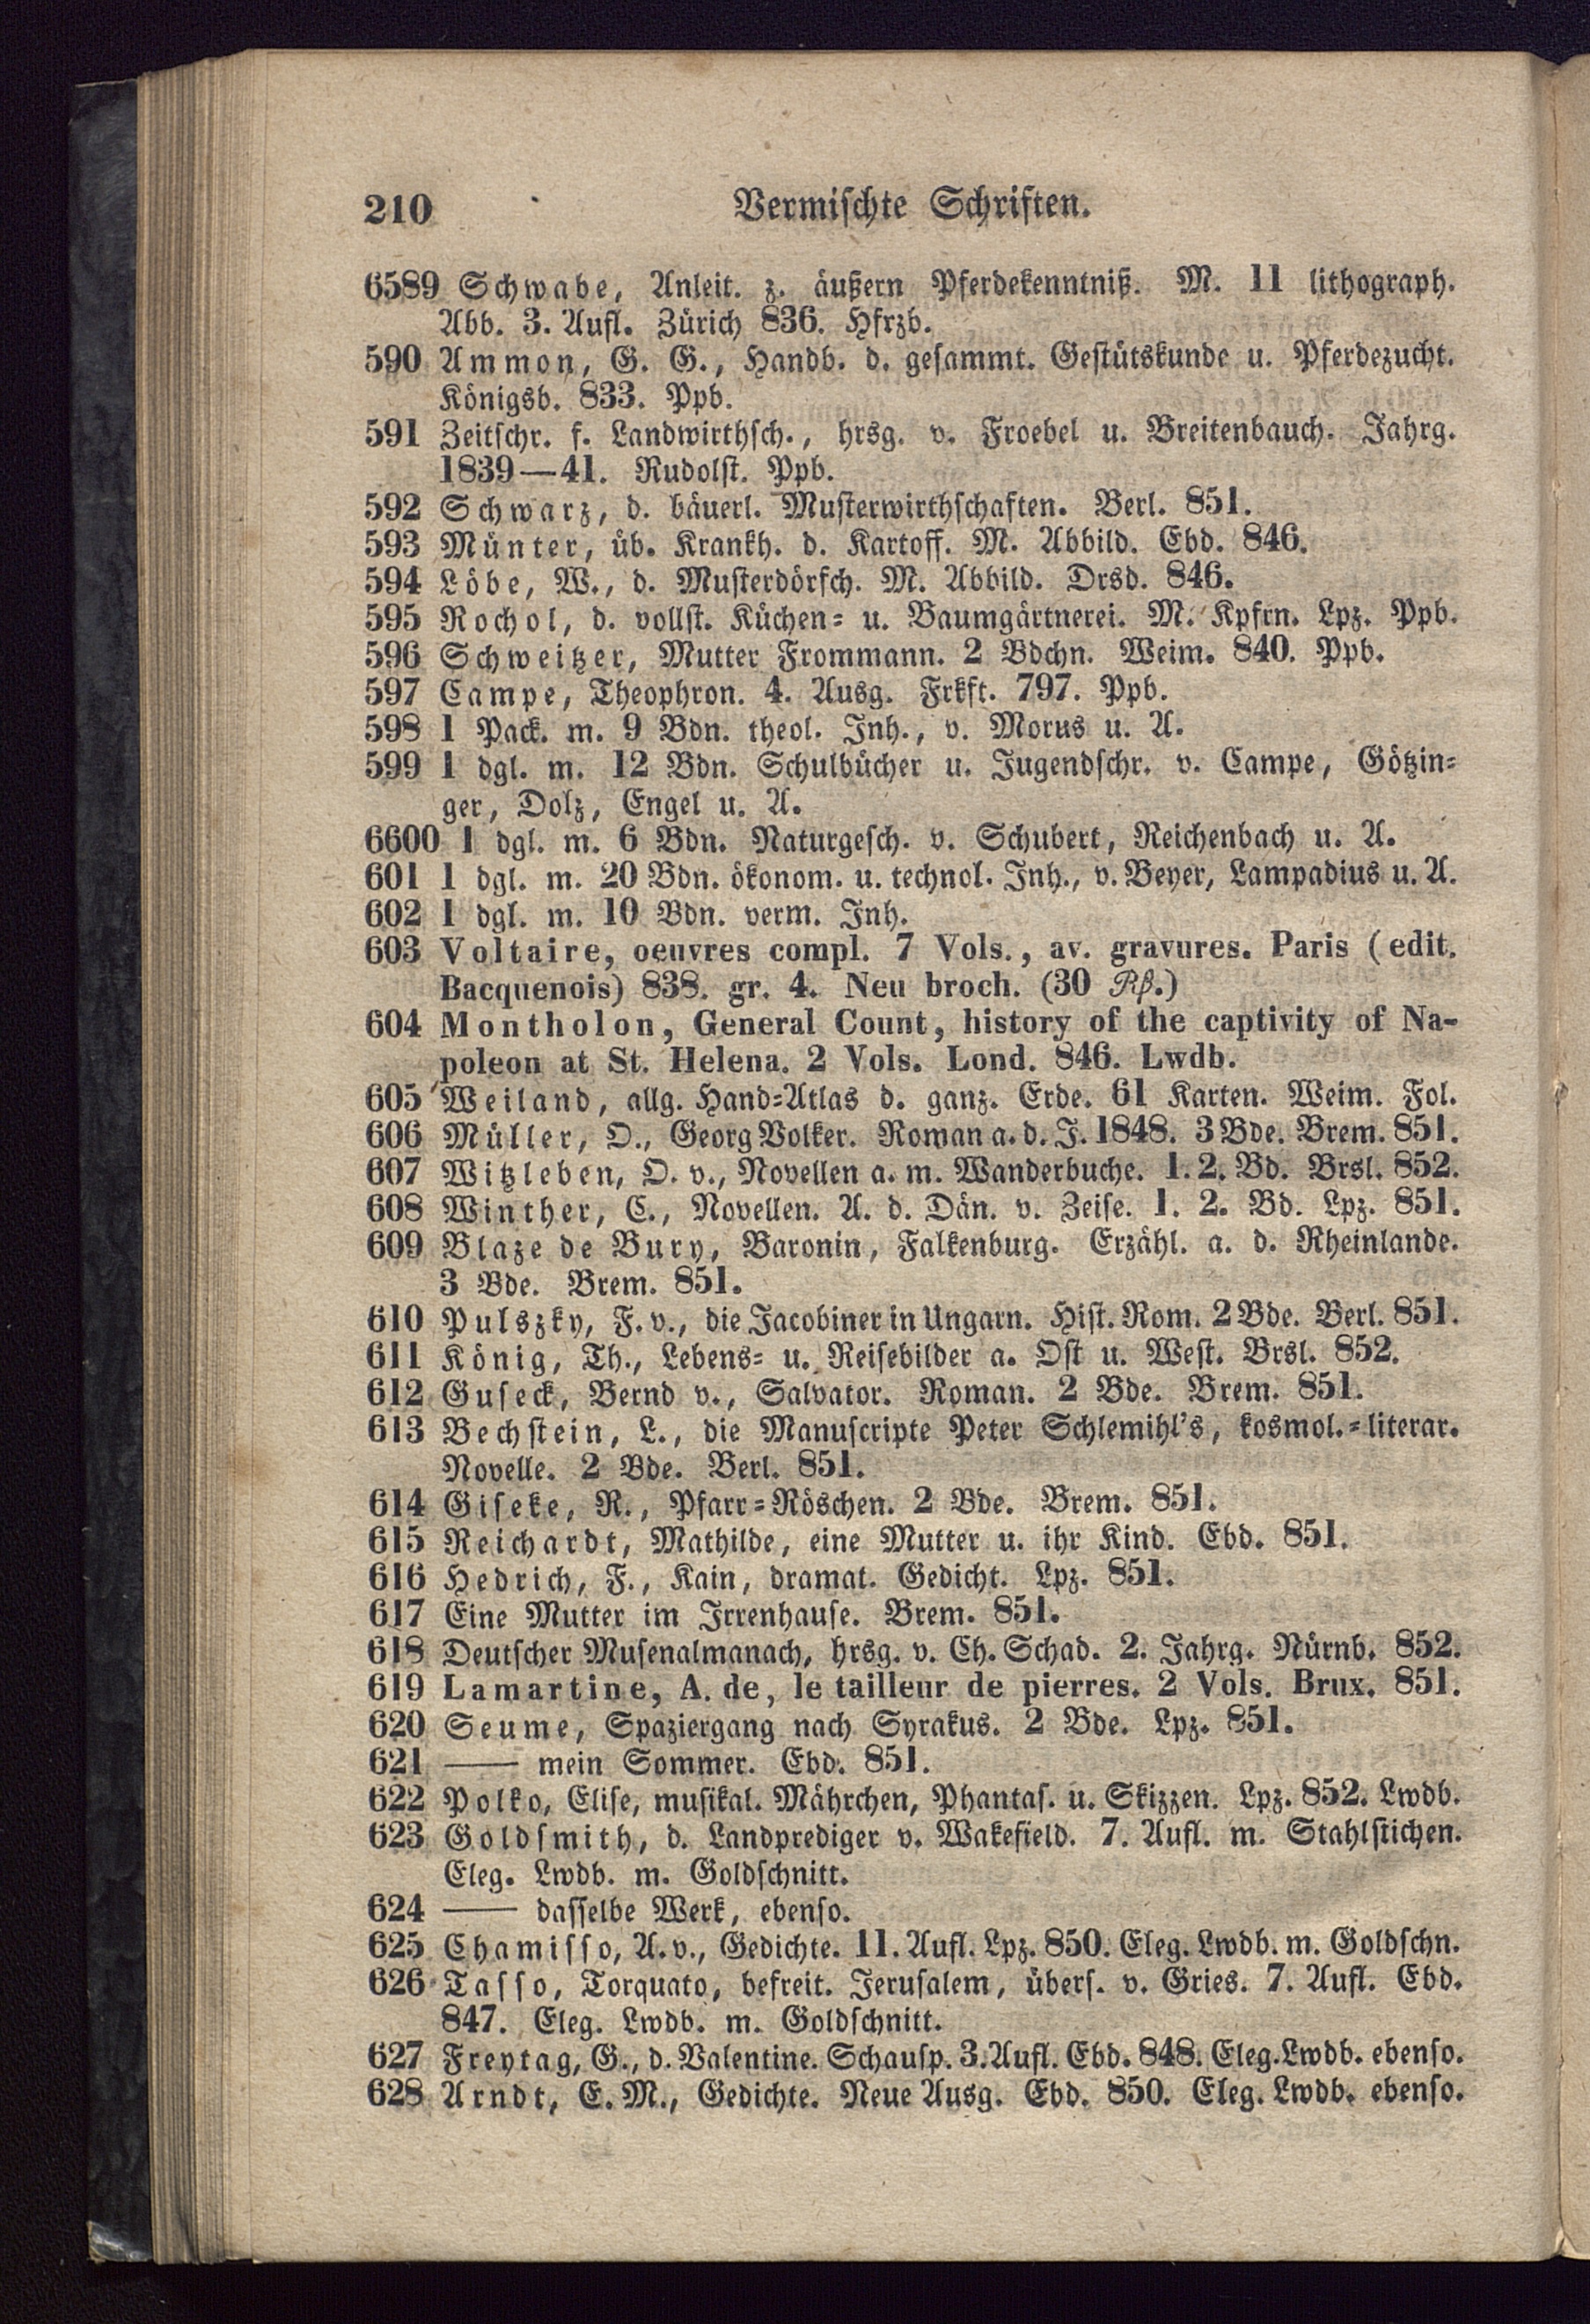 210 Vermischte Schriften.
6589 Schwabe, Anleit. z. äußern Pferdekenntniß. M. 11 lithograph.
Abb. 3. Aufl. Zürich 836. Hfrzb.
590 Ammon, G. G., Handb. d. gesammt. Gestütskunde u. Pferdezucht.
Königsb. 833. Ppb.
591 Zeitschr. f. Landwirthsch., hrsg. v. Froebel u. Breitenbauch. Jahrg.
1839—41. Rudolst. Ppb.
592 Schwarz, d. bäuerl. Musterwirthschaften. Berl. 851.
593 Münter, üb. Krankh. d. Kartoff. M. Abbild. Ebd. 846.
594 Löbe, W., d. Musterdörfch. M. Abbild. Drsd. 846.
595 Rochol, d. vollst. Küchen= u. Baumgärtnerei. M. Kpfrn. Lpz. Ppb.
596 Schweitzer, Mutter Frommann. 2 Bdchn. Weim. 840. Ppb.
597 Campe, Theophron. 4. Ausg. Frkft. 797. Ppb.
598 1 Pack. m. 9 Bdn. theol. Inh., v. Morus u. A.
599 1 dgl. m. 12 Bdn. Schulbücher u. Jugendschr. v. Campe, Götzin=
ger, Dolz, Engel u. A.
6600 1 dgl. m. 6 Bdn. Naturgesch. v. Schubert, Reichenbach u. A.
601 1 dgl. m. 20 Bdn. ökonom. u. technol. Inh., v. Beyer, Lampadius u. A.
602 1 dgl. m. 10 Bdn. verm. Inh.
603 Voltaire, oeuvres compl. 7 Vols., av. gravures. Paris (edit.
Bacquenois) 838. gr. 4. Neu broch. (30 Rß.)
604 Montholon, General Count, history of the captivity of Na-
poleon at St. Helena. 2 Vols. Lond. 846. Lwdb.
605 Weiland, allg. Hand=Atlas d. ganz. Erde. 61 Karten. Weim. Fol.
606 Müller, O., Georg Volker. Roman a. d. J. 1848. 3 Bde. Brem. 851.
607 Witzleben, O. v., Novellen a. m. Wanderbuche. 1. 2. Bd. Brsl. 852.
608 Winther, C., Novellen. A. d. Dän. v. Zeise. 1. 2. Bd. Lpz. 851.
609 Blaze de Bury, Baronin, Falkenburg. Erzähl. a. d. Rheinlande.
3 Bde. Brem. 851.
610 Pulszky, F. v., die Jacobiner in Ungarn. Hist. Rom. 2 Bde. Berl. 851.
611 König, Th., Lebens= u. Reisebilder a. Ost u. West. Brsl. 852.
612 Guseck, Bernd v., Salvator. Roman. 2 Bde. Brem. 851.
613 Bechstein, L., die Manuscripte Peter Schlemihl's, kosmol.=literar.
Novelle. 2 Bde. Berl. 851.
614 Giseke, R., Pfarr=Röschen. 2 Bde. Brem. 851.
615 Reichardt, Mathilde, eine Mutter u. ihr Kind. Ebd. 851.
616 Hedrich, F., Kain, dramat. Gedicht. Lpz. 851.
617 Eine Mutter im Irrenhause. Brem. 851.
618 Deutscher Musenalmanach, hrsg. v. Ch. Schad. 2. Jahrg. Nürnb. 852.
619 Lamartine, A. de, le tailleur de pierres. 2 Vols. Brux. 851.
620 Seume, Spaziergang nach Syrakus. 2 Bde. Lpz. 851.
621 —— mein Sommer. Ebd. 851.
622 Polko, Elise, musikal. Mährchen, Phantas. u. Skizzen. Lpz. 852. Lwdb.
623 Goldsmith, d. Landprediger v. Wakefield. 7. Aufl. m. Stahlstichen.
Eleg. Lwdb. m. Goldschnitt.
624 —— dasselbe Werk, ebenso.
625 Chamisso, A. v., Gedichte. 11. Aufl. Lpz. 850. Eleg. Lwdb. m. Goldschn.
626 Tasso, Torquato, befreit. Jerusalem, übers. v. Gries. 7. Aufl. Ebd.
847. Eleg. Lwdb. m. Goldschnitt.
627 Freytag, G., d. Valentine. Schausp. 3. Aufl. Ebd. 848. Eleg. Lwdb. ebenso.
628 Arndt, E. M., Gedichte. Neue Ausg. Ebd. 850. Eleg. Lwdb. ebenso.